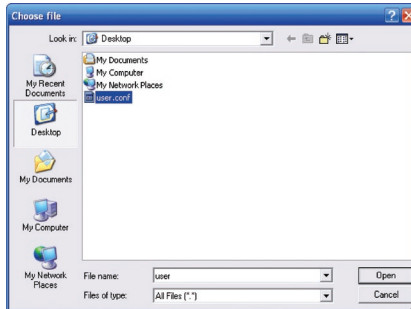 Choose file
Look in: Desktop
My Recent Documents
Desktop
My Documents
My Computer
My Network Places
My Documents
My Computer
My Network Places
user.conf
File name: user
Files of type: All Files (*.*)
Open
Cancel